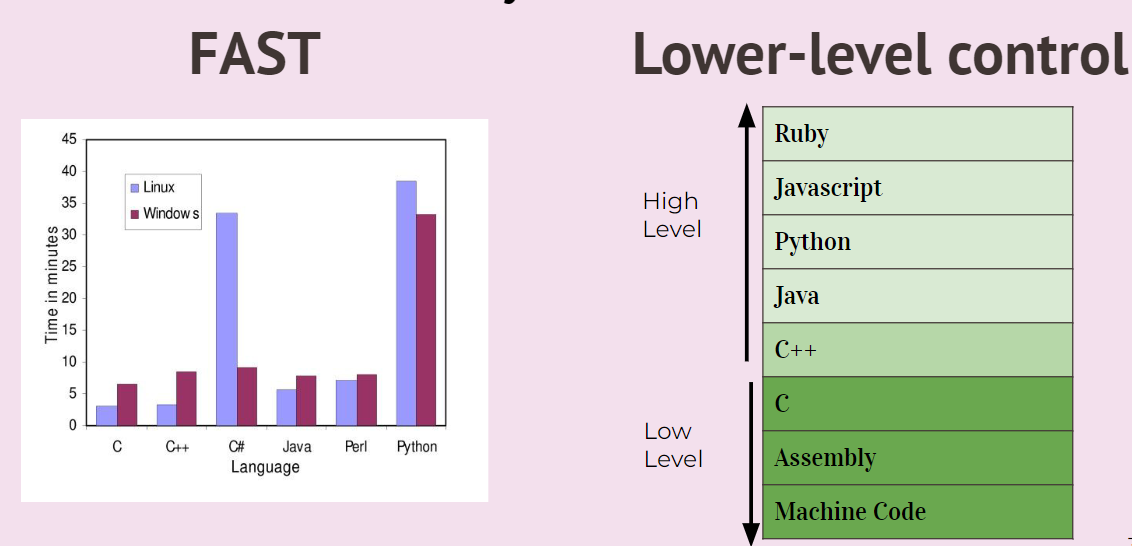 FAST
45
40
35
30
25
20
15
10
5
0
Time in minutes
Linux
Windows
C
C++
C#
Java
Perl
Python
Language
Lower-level control
High
Level
Low
Level
Ruby
Javascript
Python
Java
C++
C
Assembly
Machine Code